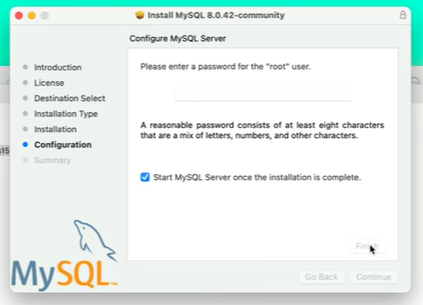 Install MySQL 8.0.42-community
Configure MySQL Server
Introduction
License
Destination Select
Installation Type
Installation
Configuration
Summary
Please enter a password for the "root" user.
A reasonable password consists of at least eight characters
that are a mix of letters, numbers, and other characters.
Start MySQL Server once the installation is complete.
Finish
Go Back
Continue
MySQL™